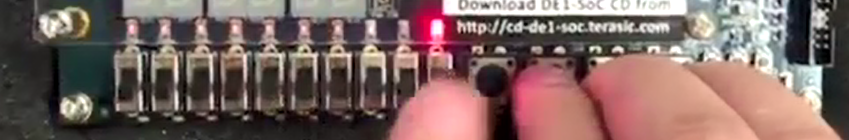 Download DE1-SoC CD from
http://cd-de1-soc.terasic.com